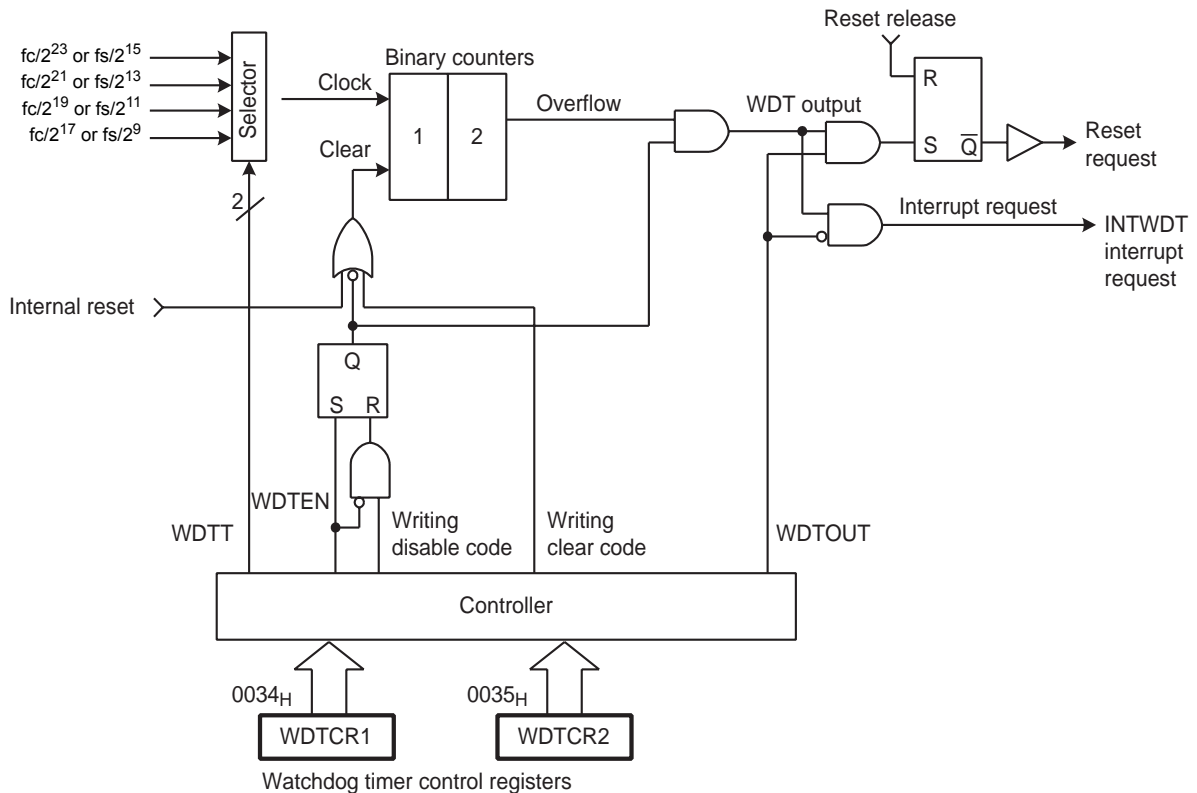 Reset release
fc/2^23 or fs/2^15
fc/2^21 or fs/2^13
fc/2^19 or fs/2^11
fc/2^17 or fs/2^9
Selector
Binary counters
Clock
1
2
Clear
Overflow
WDT output
R
S
Q̅
Reset
request
2
Interrupt request
INTWDT
interrupt
request
Internal reset
Q
S
R
WDTEN
WDTT
Writing
disable code
Writing
clear code
WDTOUT
Controller
0034H
0035H
WDTCR1
WDTCR2
Watchdog timer control registers